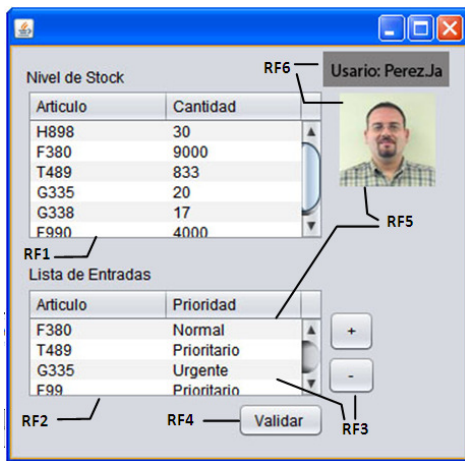 RF6
Usario: Perez.Ja
Nivel de Stock
Articulo Cantidad
H898 30
F380 9000
T489 833
G335 20
G338 17
F990 4000
RF5
RF1
Lista de Entradas
Articulo Prioridad
F380 Normal
T489 Prioritario
G335 Urgente
F99 Prioritario
+
-
RF2
RF4
Validar
RF3